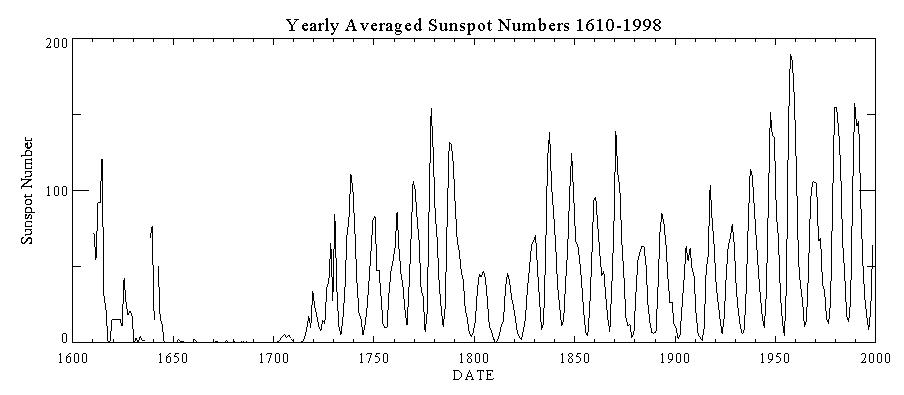 Yearly Averaged Sunspot Numbers 1610-1998
200
100
0
Sunspot Number
1600 1650 1700 1750 1800 1850 1900 1950 2000
DATE